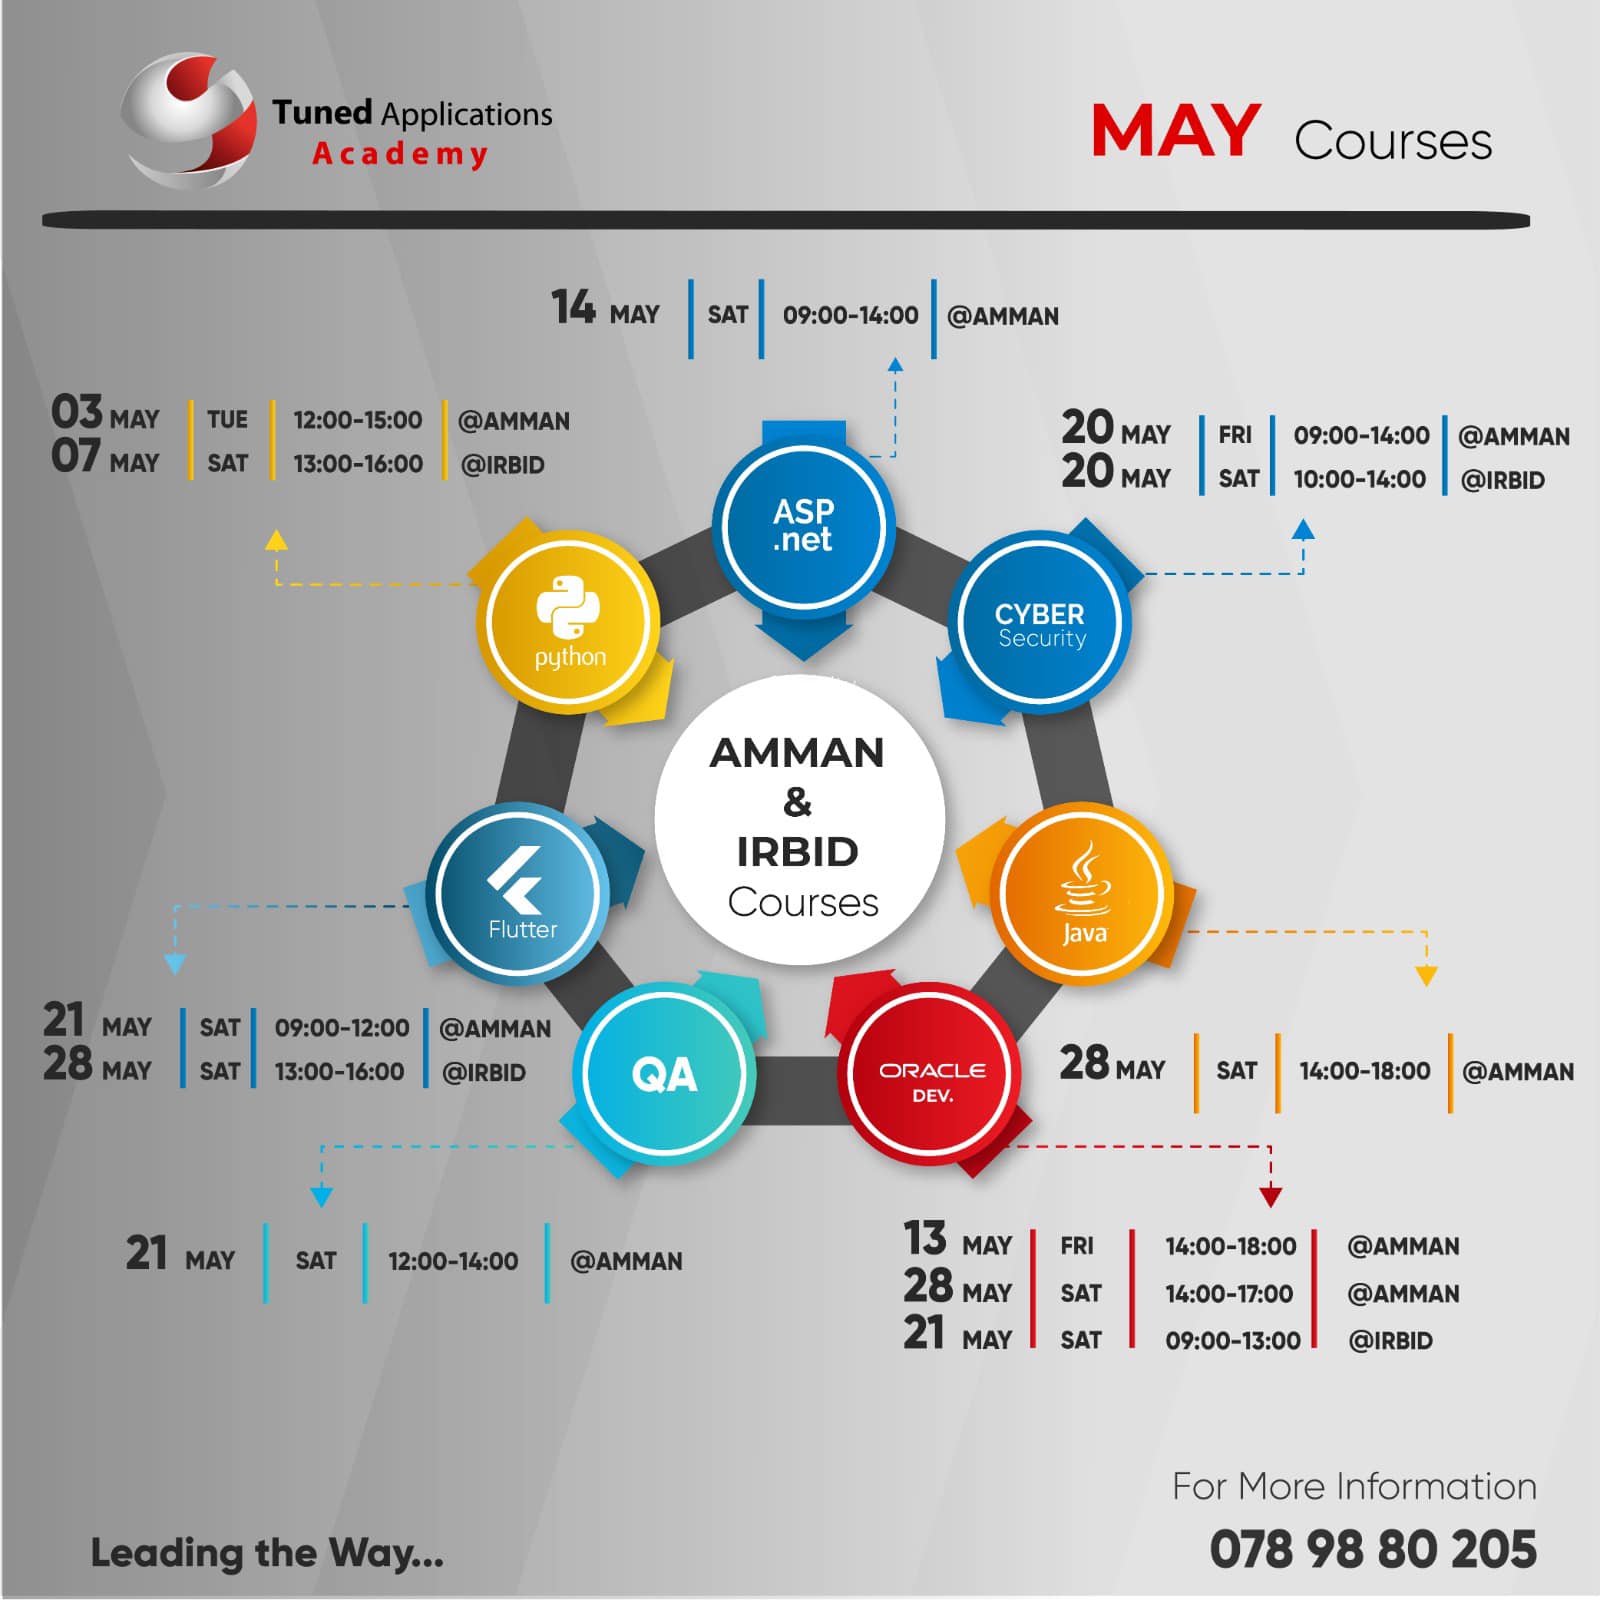 Tuned Applications
Academy
MAY Courses
14 MAY SAT 09:00-14:00 @AMMAN
03 MAY TUE 12:00-15:00 @AMMAN
07 MAY SAT 13:00-16:00 @IRBID
20 MAY FRI 09:00-14:00 @AMMAN
20 MAY SAT 10:00-14:00 @IRBID
ASP
.net
CYBER
Security
python
AMMAN
&
IRBID
Courses
Flutter
Java
21 MAY SAT 09:00-12:00 @AMMAN
28 MAY SAT 13:00-16:00 @IRBID
QA
ORACLE
DEV.
28 MAY SAT 14:00-18:00 @AMMAN
21 MAY SAT 12:00-14:00 @AMMAN
13 MAY FRI 14:00-18:00 @AMMAN
28 MAY SAT 14:00-17:00 @AMMAN
21 MAY SAT 09:00-13:00 @IRBID
For More Information
078 98 80 205
Leading the Way...